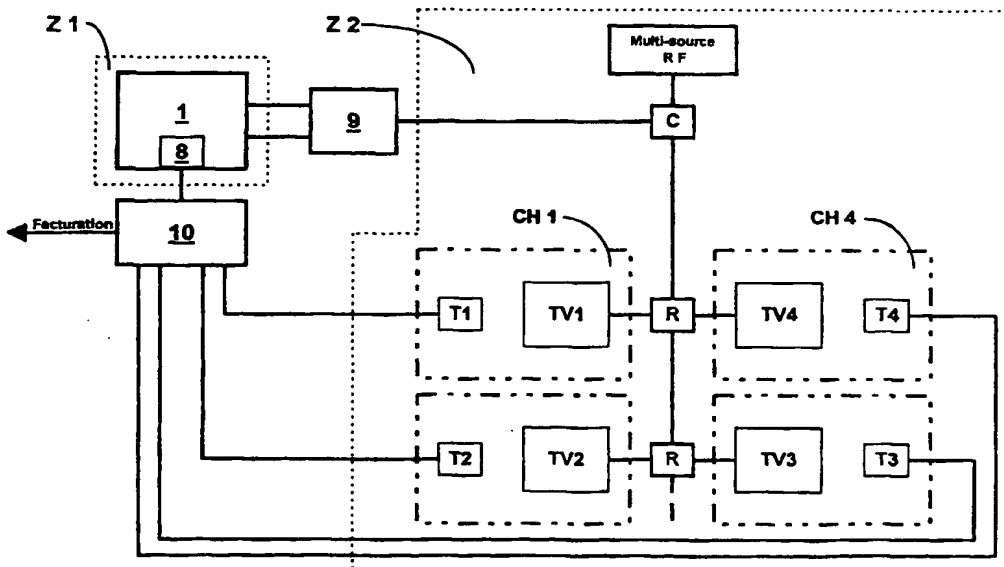 Z 1
Z 2
Multi-source
R F
1
8
9
C
Facturation
10
CH 1
CH 4
T1
TV1
R
TV4
T4
T2
TV2
R
TV3
T3